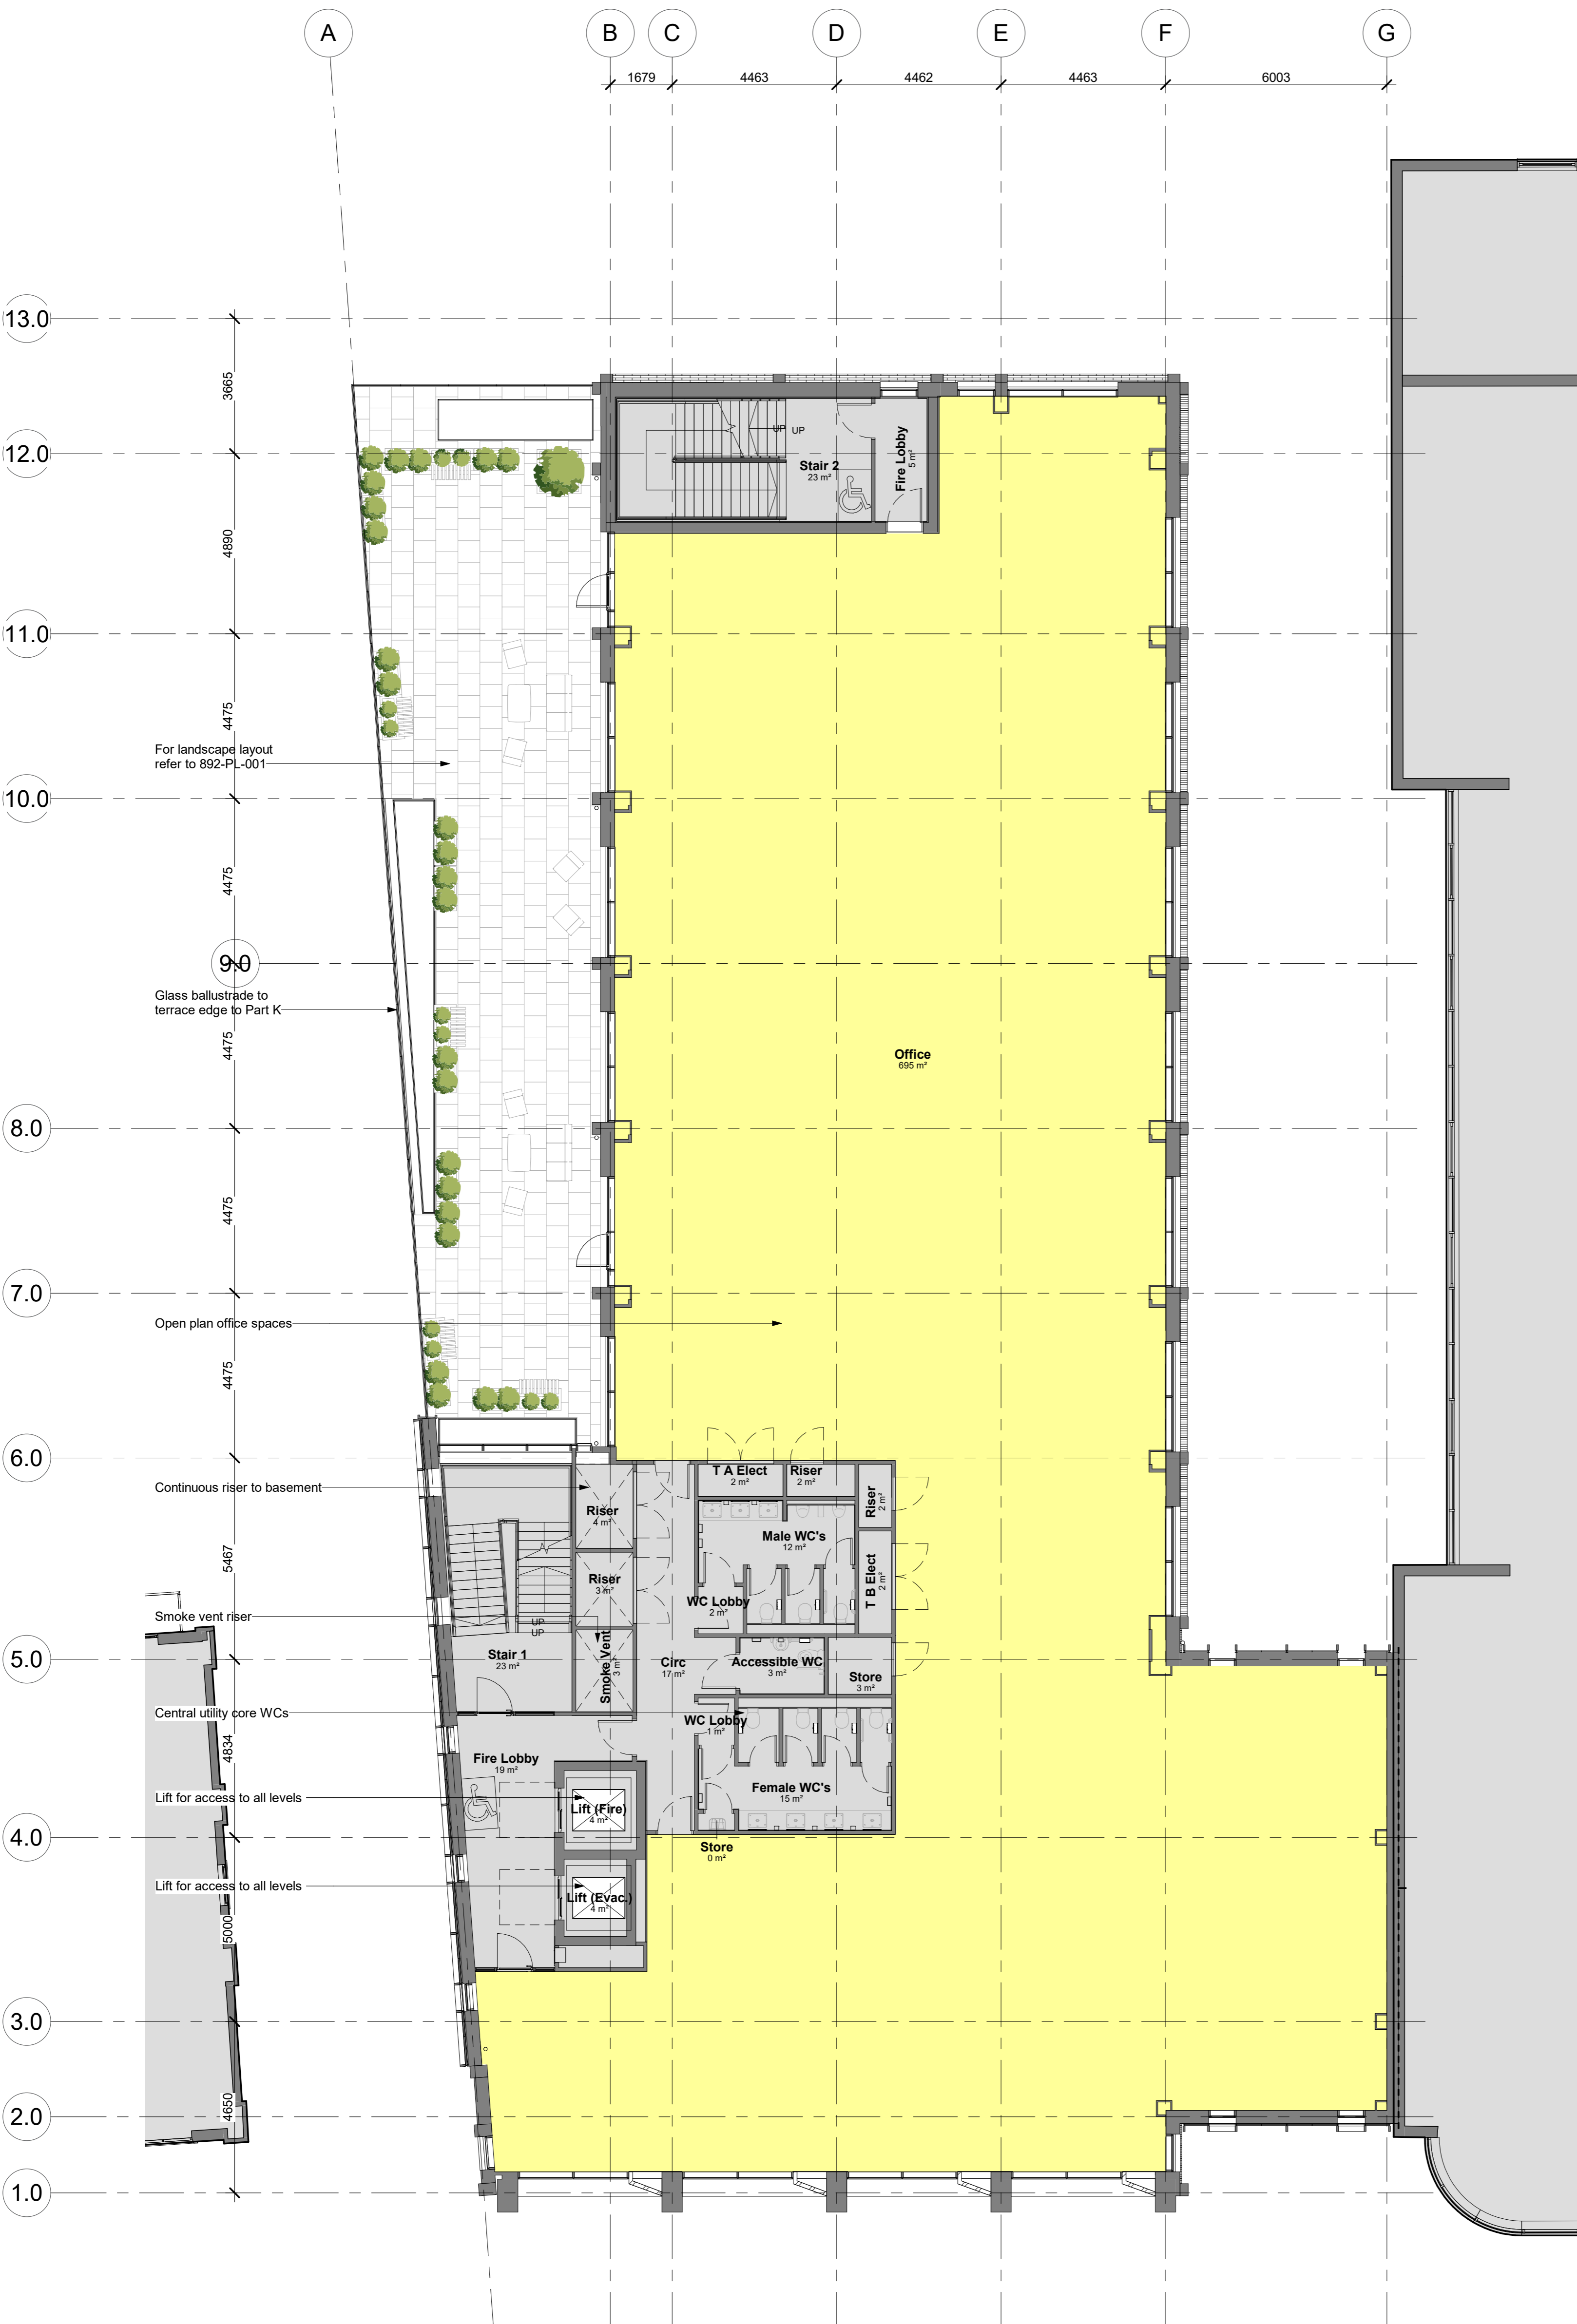 A
B
C
D
E
F
G
1679
4463
4462
4463
6003
13.0
3665
12.0
UP
UP
Stair 2
23 m²
Fire Lobby
5 m²
4890
11.0
4475
For landscape layout
refer to 892-PL-001
10.0
4475
9.0
Glass ballustrade to
terrace edge to Part K
4475
Office
695 m²
8.0
4475
7.0
Open plan office spaces
4475
6.0
T A Elect
2 m²
Riser
2 m²
Continuous riser to basement
Riser
4 m²
Riser
2 m²
Male WC's
12 m²
5467
Riser
3 m²
T B Elect
2 m²
WC Lobby
2 m²
Smoke vent riser
UP
UP
Stair 1
23 m²
Smoke Vent
3 m²
5.0
Circ
17 m²
Accessible WC
3 m²
Store
3 m²
Central utility core WCs
WC Lobby
1 m²
4834
Fire Lobby
19 m²
Female WC's
15 m²
Lift for access to all levels
Lift (Fire)
4 m²
4.0
Store
0 m²
Lift for access to all levels
Lift (Evac.)
4 m²
5000
3.0
4650
2.0
1.0